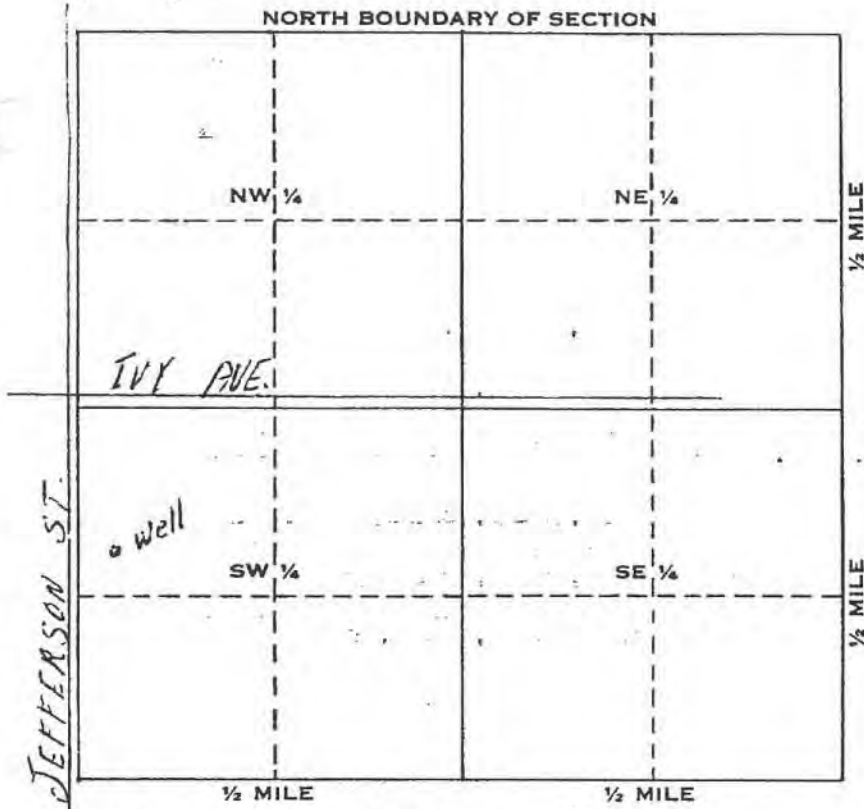 NORTH BOUNDARY OF SECTION
NW ¼
NE ¼
½ MILE
IVY AVE.
JEFFERSON ST.
well
SW ¼
SE ¼
½ MILE
½ MILE
½ MILE